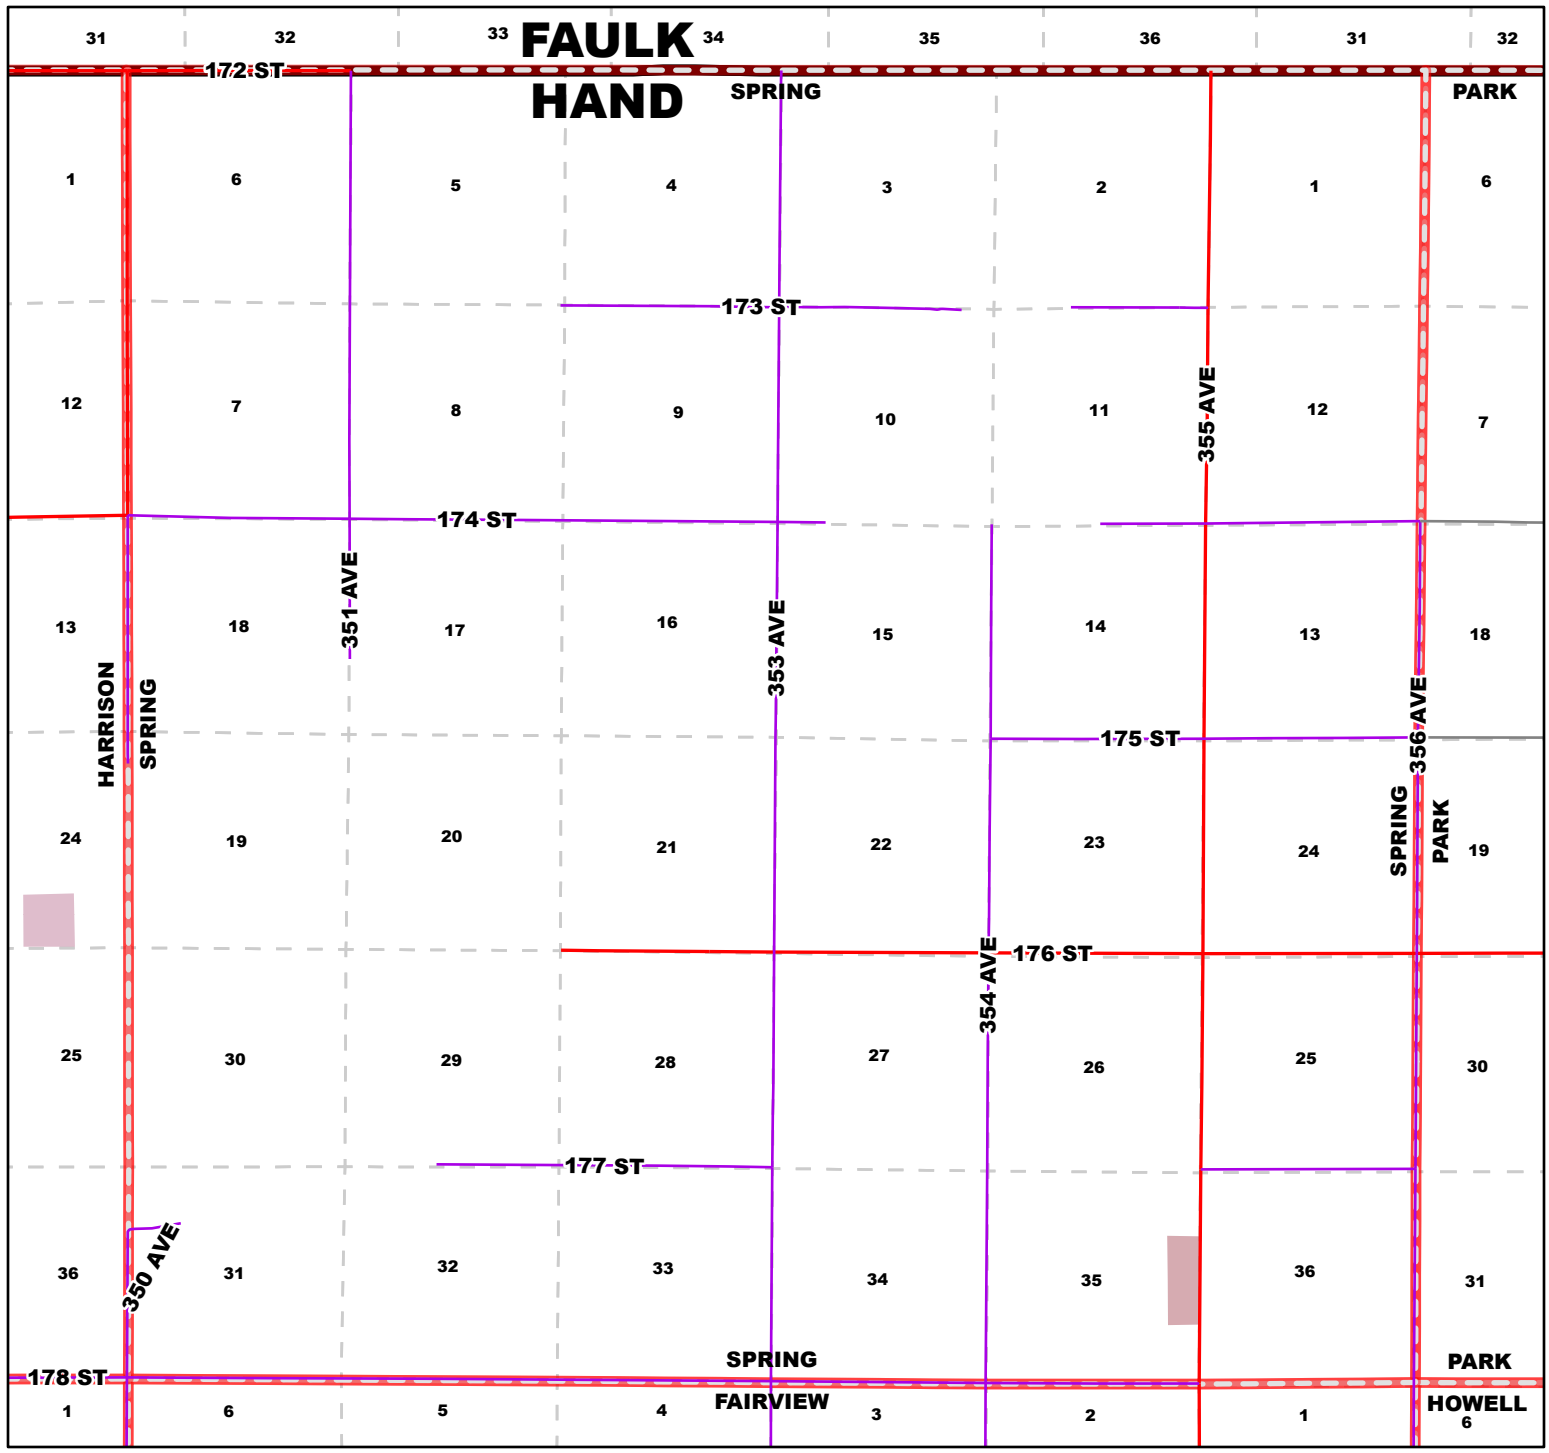 31 32 33 FAULK 34 35 36 31 32
172 ST
HAND SPRING PARK
1 6 5 4 3 2 1 6
173 ST
355 AVE
12 7 8 9 10 11 12 7
174 ST
351 AVE
353 AVE
13 18 17 16 15 14 13 18
HARRISON
SPRING
356 AVE
175 ST
SPRING
PARK
24 19 20 21 22 23 24 19
176 ST
354 AVE
25 30 29 28 27 26 25 30
177 ST
350 AVE
36 31 32 33 34 35 36 31
SPRING PARK
178 ST
FAIRVIEW HOWELL
1 6 5 4 3 2 1 6